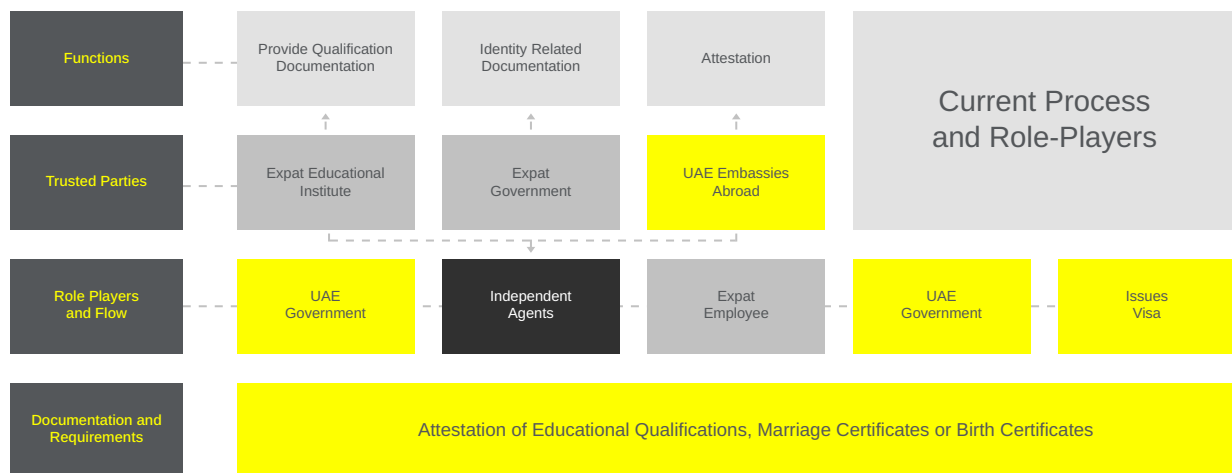 Functions
Provide Qualification
Documentation
Identity Related
Documentation
Attestation
Current Process
and Role-Players
Trusted Parties
Expat Educational
Institute
Expat
Government
UAE Embassies
Abroad
Role Players
and Flow
UAE
Government
Independent
Agents
Expat
Employee
UAE
Government
Issues
Visa
Documentation and
Requirements
Attestation of Educational Qualifications, Marriage Certificates or Birth Certificates